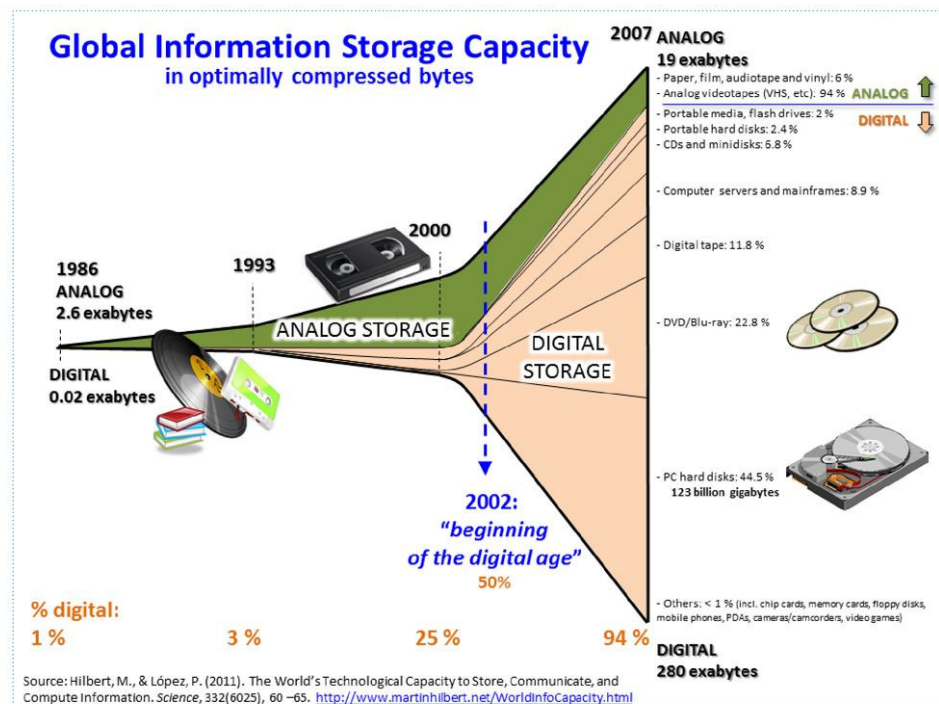 Global Information Storage Capacity
in optimally compressed bytes
2007 ANALOG
19 exabytes
- Paper, film, audiotape and vinyl: 6 %
- Analog videotapes (VHS, etc): 94 %
ANALOG
- Portable media, flash drives: 2 %
DIGITAL
- Portable hard disks: 2.4 %
- CDs and minidisks: 6.8 %
- Computer servers and mainframes: 8.9 %
- Digital tape: 11.8 %
- DVD/Blu-ray: 22.8 %
- PC hard disks: 44.5 %
123 billion gigabytes
- Others: < 1 % (incl. chip cards, memory cards, floppy disks,
mobile phones, PDAs, cameras/camcorders, video games)
DIGITAL
280 exabytes
1986
ANALOG
2.6 exabytes
DIGITAL
0.02 exabytes
1993
2000
ANALOG STORAGE
DIGITAL
STORAGE
2002:
“beginning
of the digital age”
50%
% digital:
1 %
3 %
25 %
94 %
Source: Hilbert, M., & López, P. (2011). The World’s Technological Capacity to Store, Communicate, and
Compute Information. Science, 332(6025), 60 –65. http://www.martinhilbert.net/WorldInfoCapacity.html